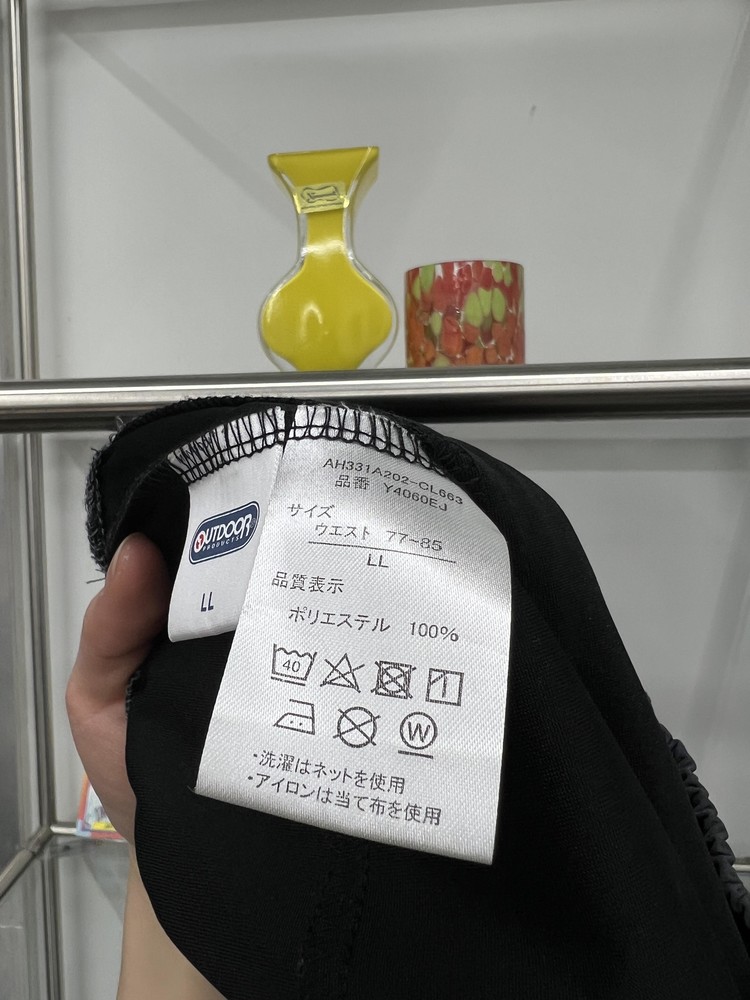 OUTDOOR
PRODUCTS
LL
AH331A202-CL663
品番 Y4060EJ
サイズ
ウエスト 77~85
LL
品質表示
ポリエステル 100%
40
W
・洗濯はネットを使用
・アイロンは当て布を使用